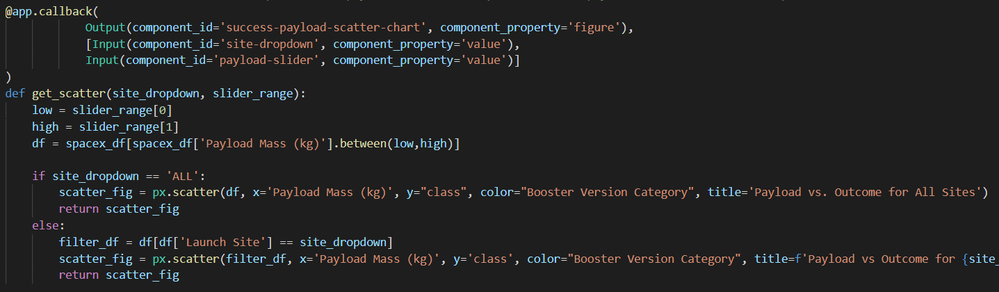 @app.callback(
            Output(component_id='success-payload-scatter-chart', component_property='figure'),
            [Input(component_id='site-dropdown', component_property='value'),
            Input(component_id='payload-slider', component_property='value')]
)
def get_scatter(site_dropdown, slider_range):
    low = slider_range[0]
    high = slider_range[1]
    df = spacex_df[spacex_df['Payload Mass (kg)'].between(low,high)]
    if site_dropdown == 'ALL':
        scatter_fig = px.scatter(df, x='Payload Mass (kg)', y="class", color="Booster Version Category", title='Payload vs. Outcome for All Sites')
        return scatter_fig
    else:
        filter_df = df[df['Launch Site'] == site_dropdown]
        scatter_fig = px.scatter(filter_df, x='Payload Mass (kg)', y='class', color="Booster Version Category", title=f'Payload vs Outcome for {site_
        return scatter_fig